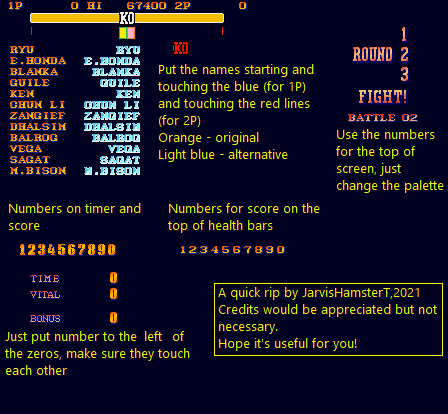 1P 0 HI 67400 2P 0
KO
RYU RYU
E.HONDA E.HONDA
BLANKA BLANKA
GUILE GUILE
KEN KEN
CHUN LI CHUN LI
ZANGIEF ZANGIEF
DHALSIM DHALSIM
BALROG BALROG
VEGA VEGA
SAGAT SAGAT
M.BISON M.BISON
KO
Put the names starting and
touching the blue (for 1P)
and touching the red lines
(for 2P)
Orange - original
Light blue - alternative
1
ROUND 2
3
FIGHT!
BATTLE 02
Use the numbers
for the top of
screen, just
change the palette
Numbers on timer and
score
1234567890
Numbers for score on the
top of health bars
1234567890
TIME 0
VITAL 0
BONUS 0
Just put number to the left of
the zeros, make sure they touch
each other
A quick rip by JarvisHamsterT,2021
Credits would be appreciated but not
necessary.
Hope it's useful for you!